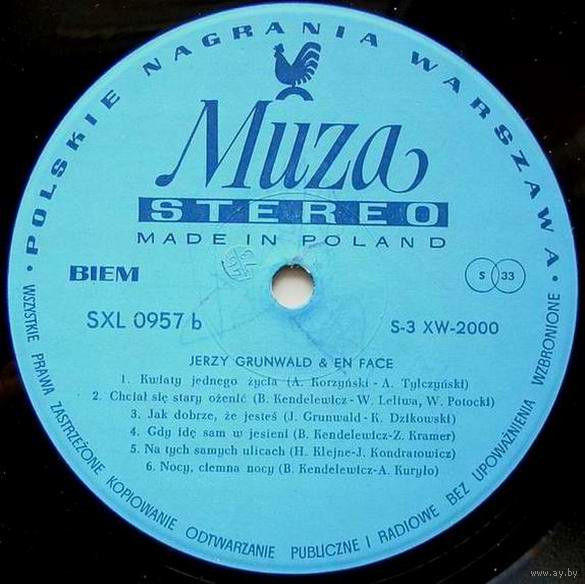 • POLSKIE NAGRANIA WARSZAWA •
Muza
STEREO
MADE IN POLAND
BIEM
S 33
SXL 0957 b
S-3 XW-2000
JERZY GRUNWALD & EN FACE
1. Kwiaty jednego życia (A. Korzyński - A. Tylczyński)
2. Chciał się stary ożenić (B. Kendelewicz-W. Leliwa, W. Potocki)
3. Jak dobrze, że jesteś (J. Grunwald-K. Dzikowski)
4. Gdy idę sam w jesieni (B. Kendelewicz-Z. Kramer)
5. Na tych samych ulicach (H. Klejne-J. Kondratowicz)
6. Nocy, ciemna nocy (B. Kendelewicz-A. Kuryło)
WSZYSTKIE PRAWA ZASTRZEŻONE KOPIOWANIE ODTWARZANIE PUBLICZNE I RADIOWE BEZ UPOWAŻNIENIA WZBRONIONE
www.ay.by